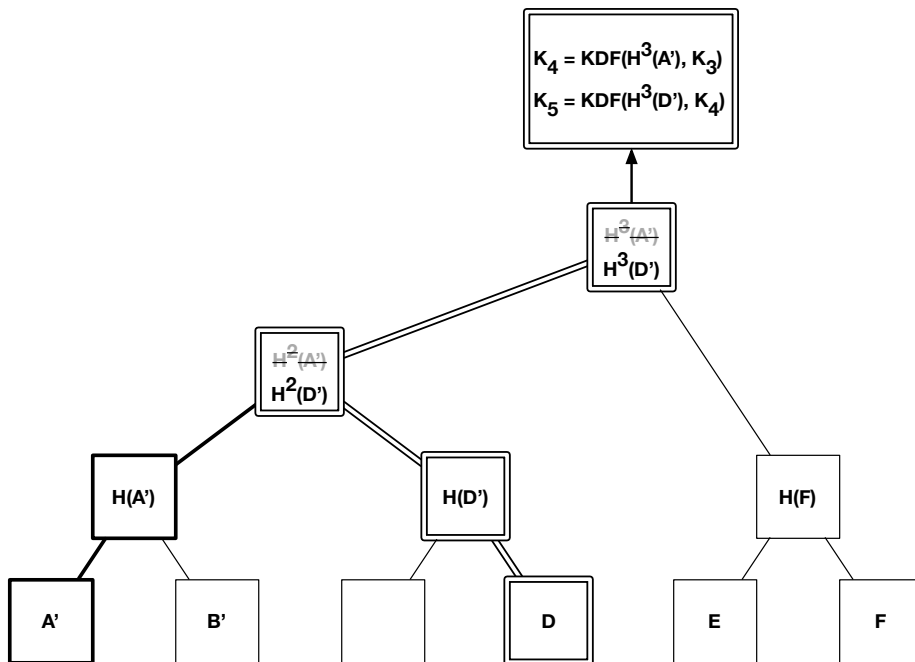 K₄ = KDF(H³(A’), K₃)
K₅ = KDF(H³(D’), K₄)
H³(A’)
H³(D’)
H²(A’)
H²(D’)
H(A’)
H(D’)
H(F)
A’
B’
D
E
F